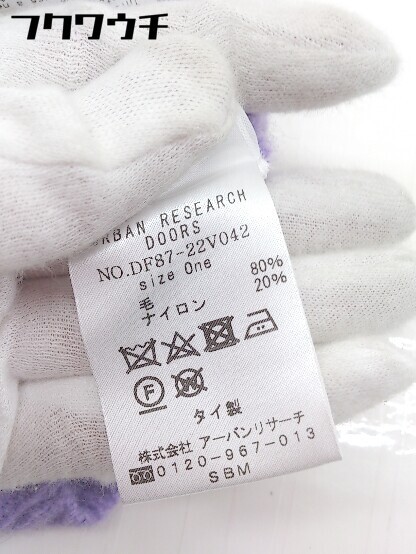 フクワウチ
URBAN RESEARCH
DOORS
NO.DF87-22V042
size One
毛 80%
ナイロン 20%
F W
タイ製
株式会社 アーバンリサーチ
0120-967-013
SBM